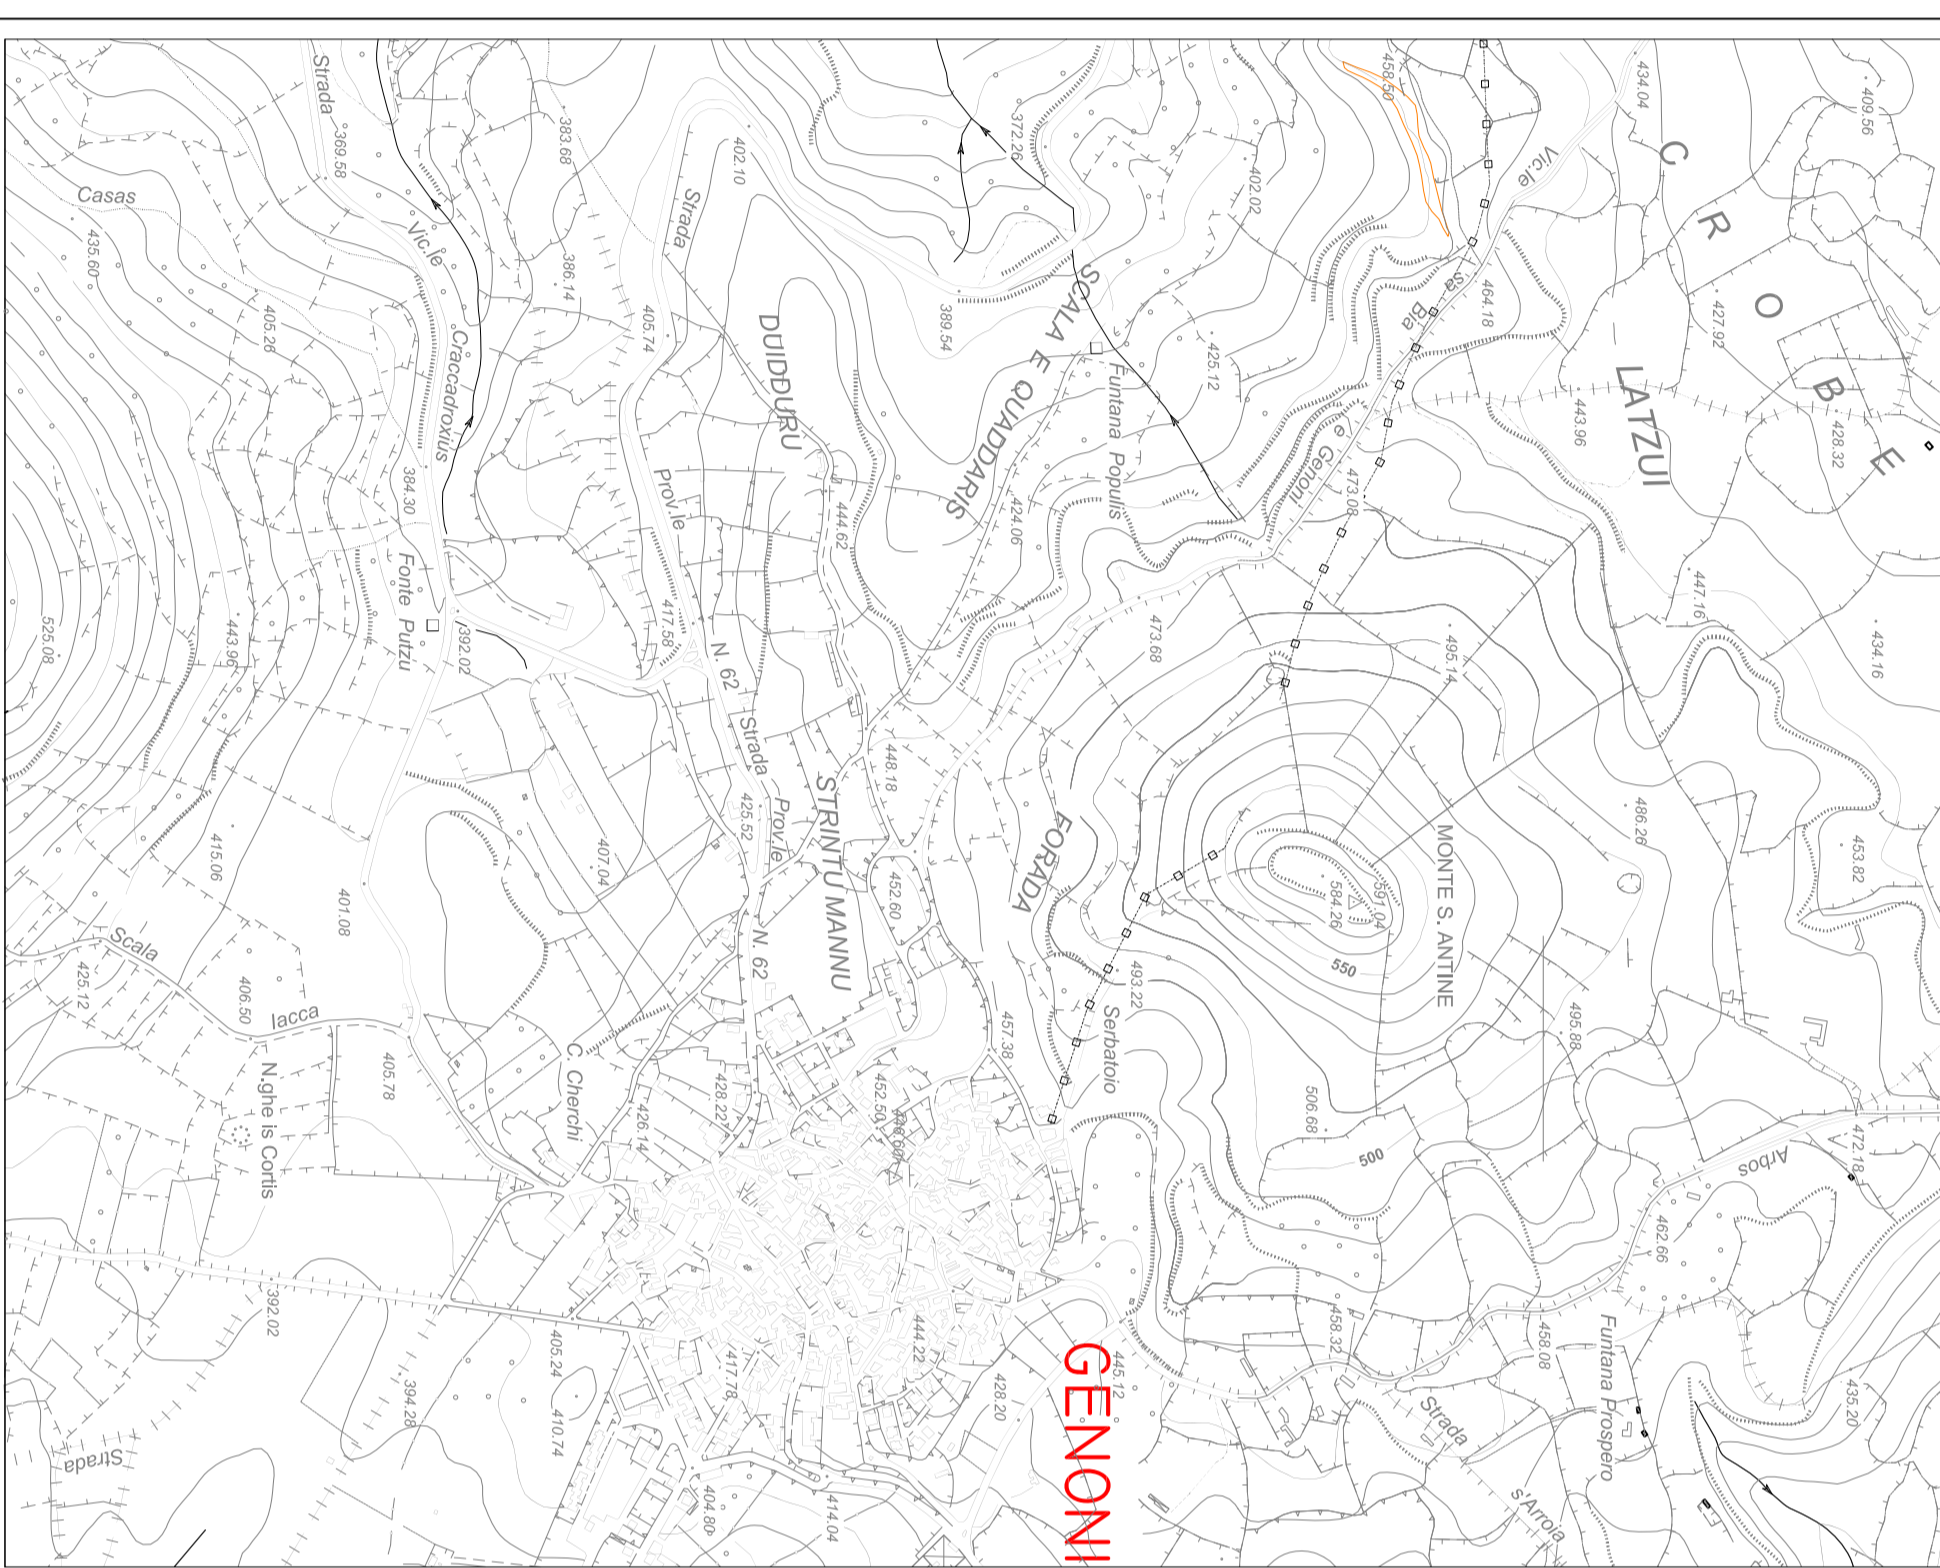 GENONI
MONTE S. ANTINE
CROBE
LATZUI
SCALA E QUADDARIS
DUIDDURU
STRINTU MANNU
FORADA
Serbatoio
Funtana Populis
Funtana Prospero
Fonte Putzu
C. Cherchi
N.ghe is Cortis
Scala
Iacca
Casas
Strada
Vic.le
Craccadroxius
Strada
Prov.le
N. 62
Strada
Prov.le
N. 62
Vic.le
sa
Bia
e Genoni
Arbos
Strada
s'Arroia
Strada
409.56
434.04
458.50
427.92
428.32
464.18
443.96
447.16
434.16
473.08
495.14
486.26
453.82
591.04
584.26
550
495.88
506.68
500
472.18
462.66
458.32
458.08
435.20
372.26
402.02
425.12
389.54
424.06
473.68
444.62
448.18
452.60
493.22
457.38
452.50
445.12
428.20
444.22
417.78
414.04
404.80
410.74
405.24
394.28
392.02
428.22
426.14
405.78
406.50
425.12
401.08
415.06
407.04
425.52
417.58
392.02
384.30
443.96
525.08
405.26
435.60
369.58
383.68
386.14
402.10
405.74